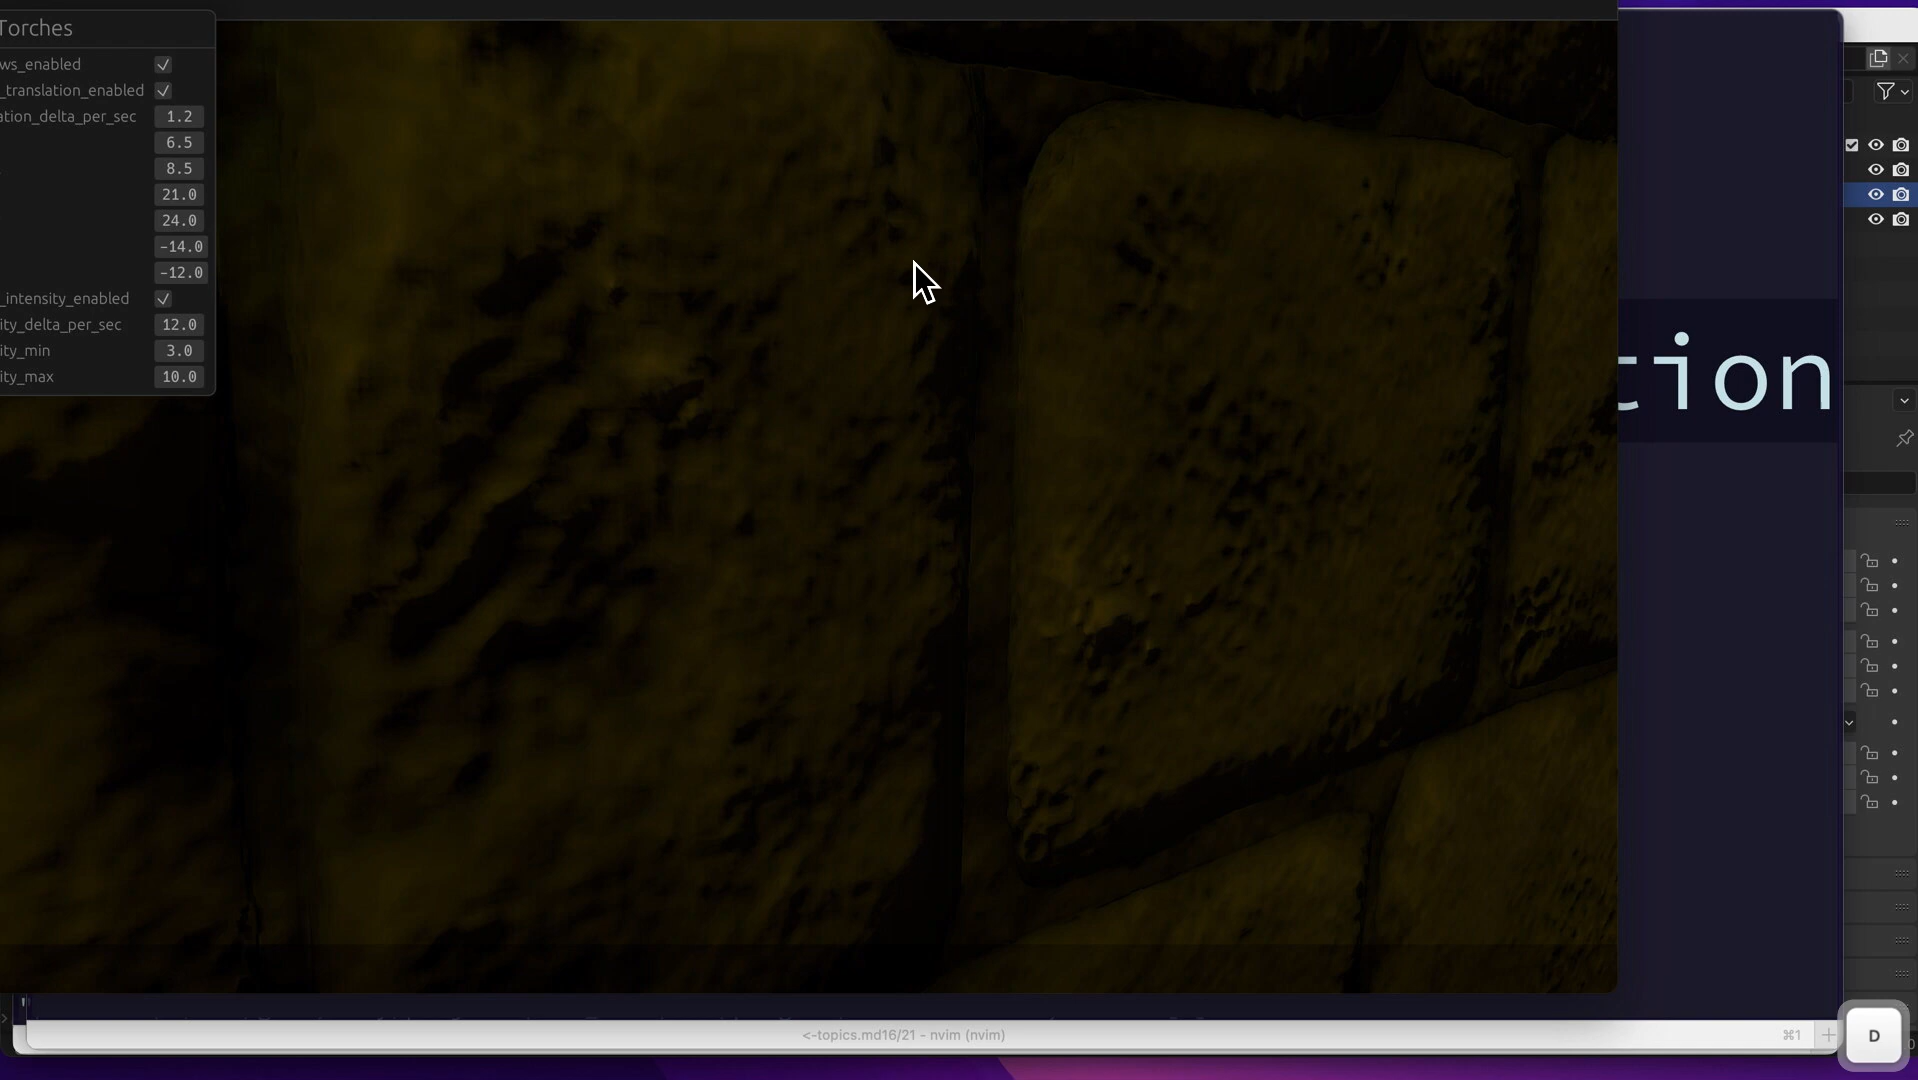 Torches
ws_enabled
_translation_enabled
ation_delta_per_sec 1.2
6.5
8.5
21.0
24.0
-14.0
-12.0
_intensity_enabled
ity_delta_per_sec 12.0
ity_min 3.0
ity_max 10.0
tion
<-topics.md16/21 - nvim (nvim) ⌘1 +
D